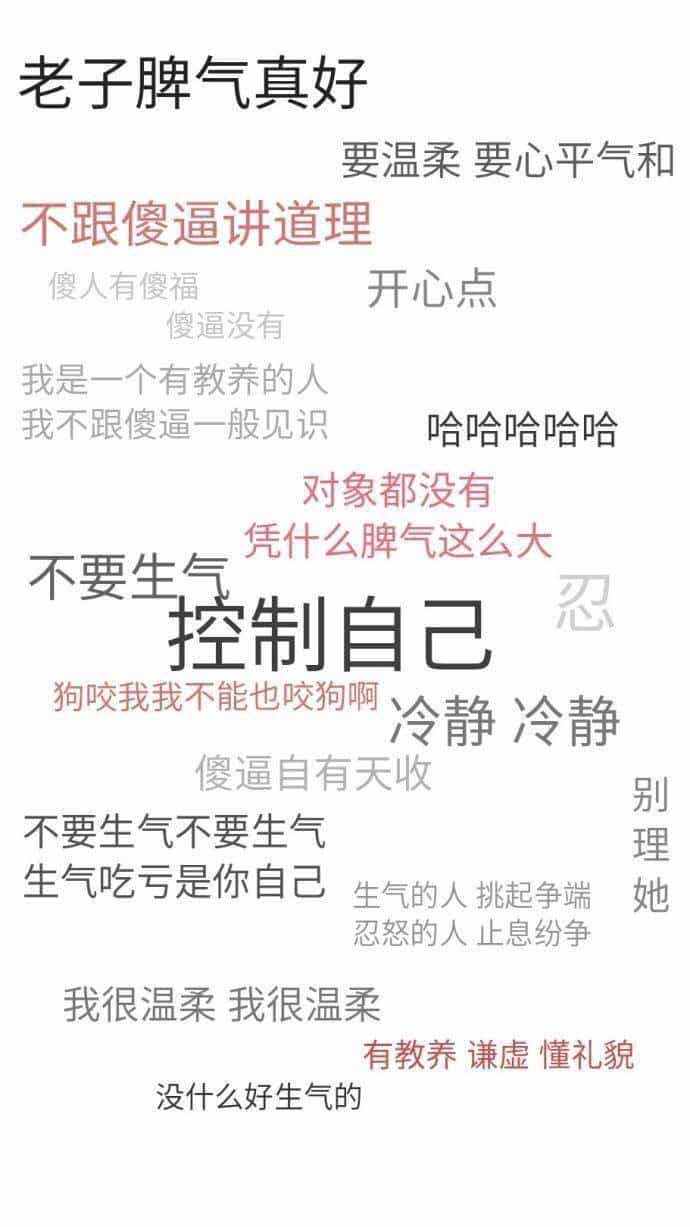 老子脾气真好
要温柔 要心平气和
不跟傻逼讲道理
傻人有傻福
开心点
傻逼没有
我是一个有教养的人
我不跟傻逼一般见识
哈哈哈哈哈
对象都没有
凭什么脾气这么大
不要生气
忍
控制自己
狗咬我我不能也咬狗啊
冷静 冷静
傻逼自有天收
别理她
不要生气不要生气
生气吃亏是你自己
生气的人 挑起争端
忍怒的人 止息纷争
我很温柔 我很温柔
有教养 谦虚 懂礼貌
没什么好生气的